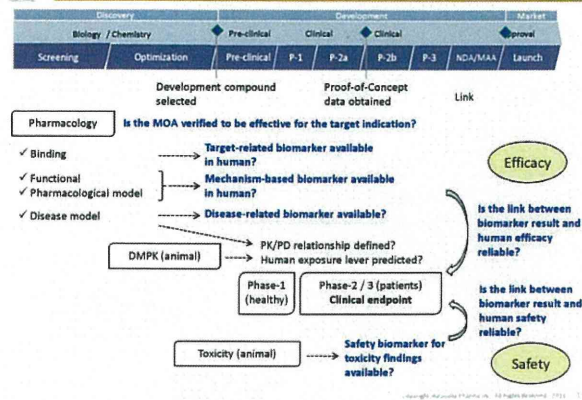 Discovery
Development
Market
Biology / Chemistry
Pre-clinical
Clinical
Clinical
proval
Screening
Optimization
Pre-clinical
P-1
P-2a
P-2b
P-3
NDA/MAA
Launch
Development compound
selected
Proof-of-Concept
data obtained
Link
Pharmacology
Is the MOA verified to be effective for the target indication?
✓ Binding
Target-related biomarker available
in human?
Efficacy
✓ Functional
✓ Pharmacological model
Mechanism-based biomarker available
in human?
✓ Disease model
Disease-related biomarker available?
Is the link between
biomarker result and
human efficacy
reliable?
PK/PD relationship defined?
DMPK (animal)
Human exposure lever predicted?
Phase-1
(healthy)
Phase-2 / 3 (patients)
Clinical endpoint
Is the link between
biomarker result and
human safety
reliable?
Toxicity (animal)
Safety biomarker for
toxicity findings
available?
Safety